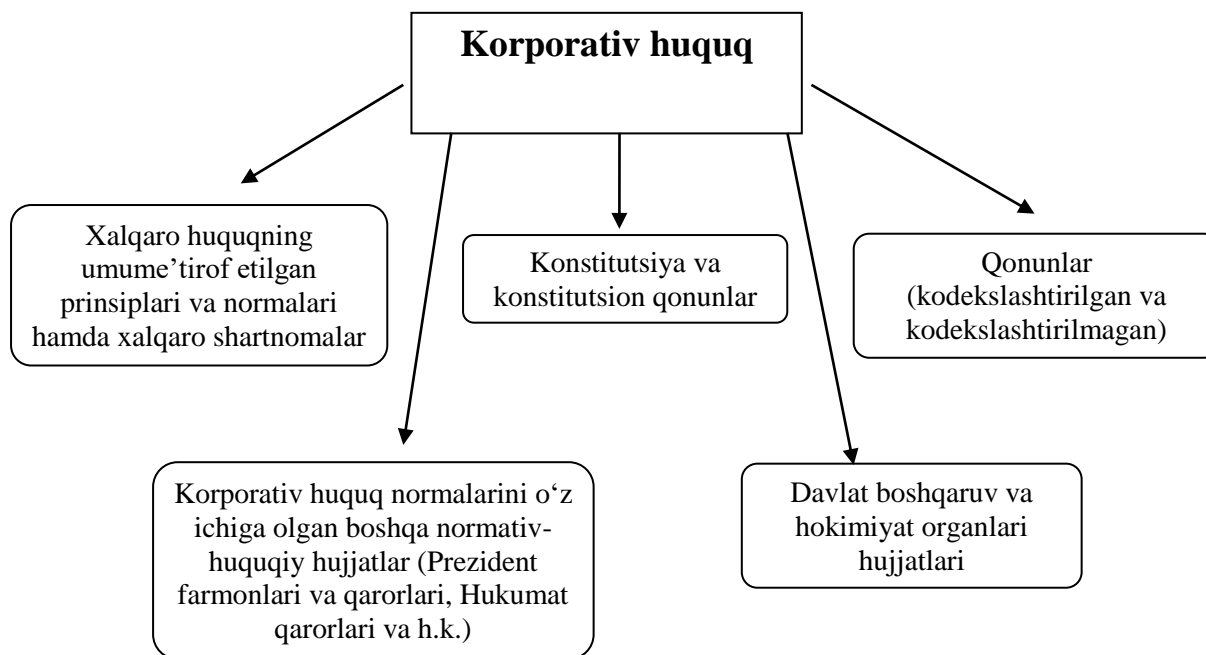 Korporativ huquq
Xalqaro huquqning
umume’tirof etilgan
prinsiplari va normalari
hamda xalqaro shartnomalar
Konstitutsiya va
konstitutsion qonunlar
Qonunlar
(kodekslashtirilgan va
kodekslashtirilmagan)
Korporativ huquq normalarini o‘z
ichiga olgan boshqa normativ-
huquqiy hujjatlar (Prezident
farmonlari va qarorlari, Hukumat
qarorlari va h.k.)
Davlat boshqaruv va
hokimiyat organlari
hujjatlari